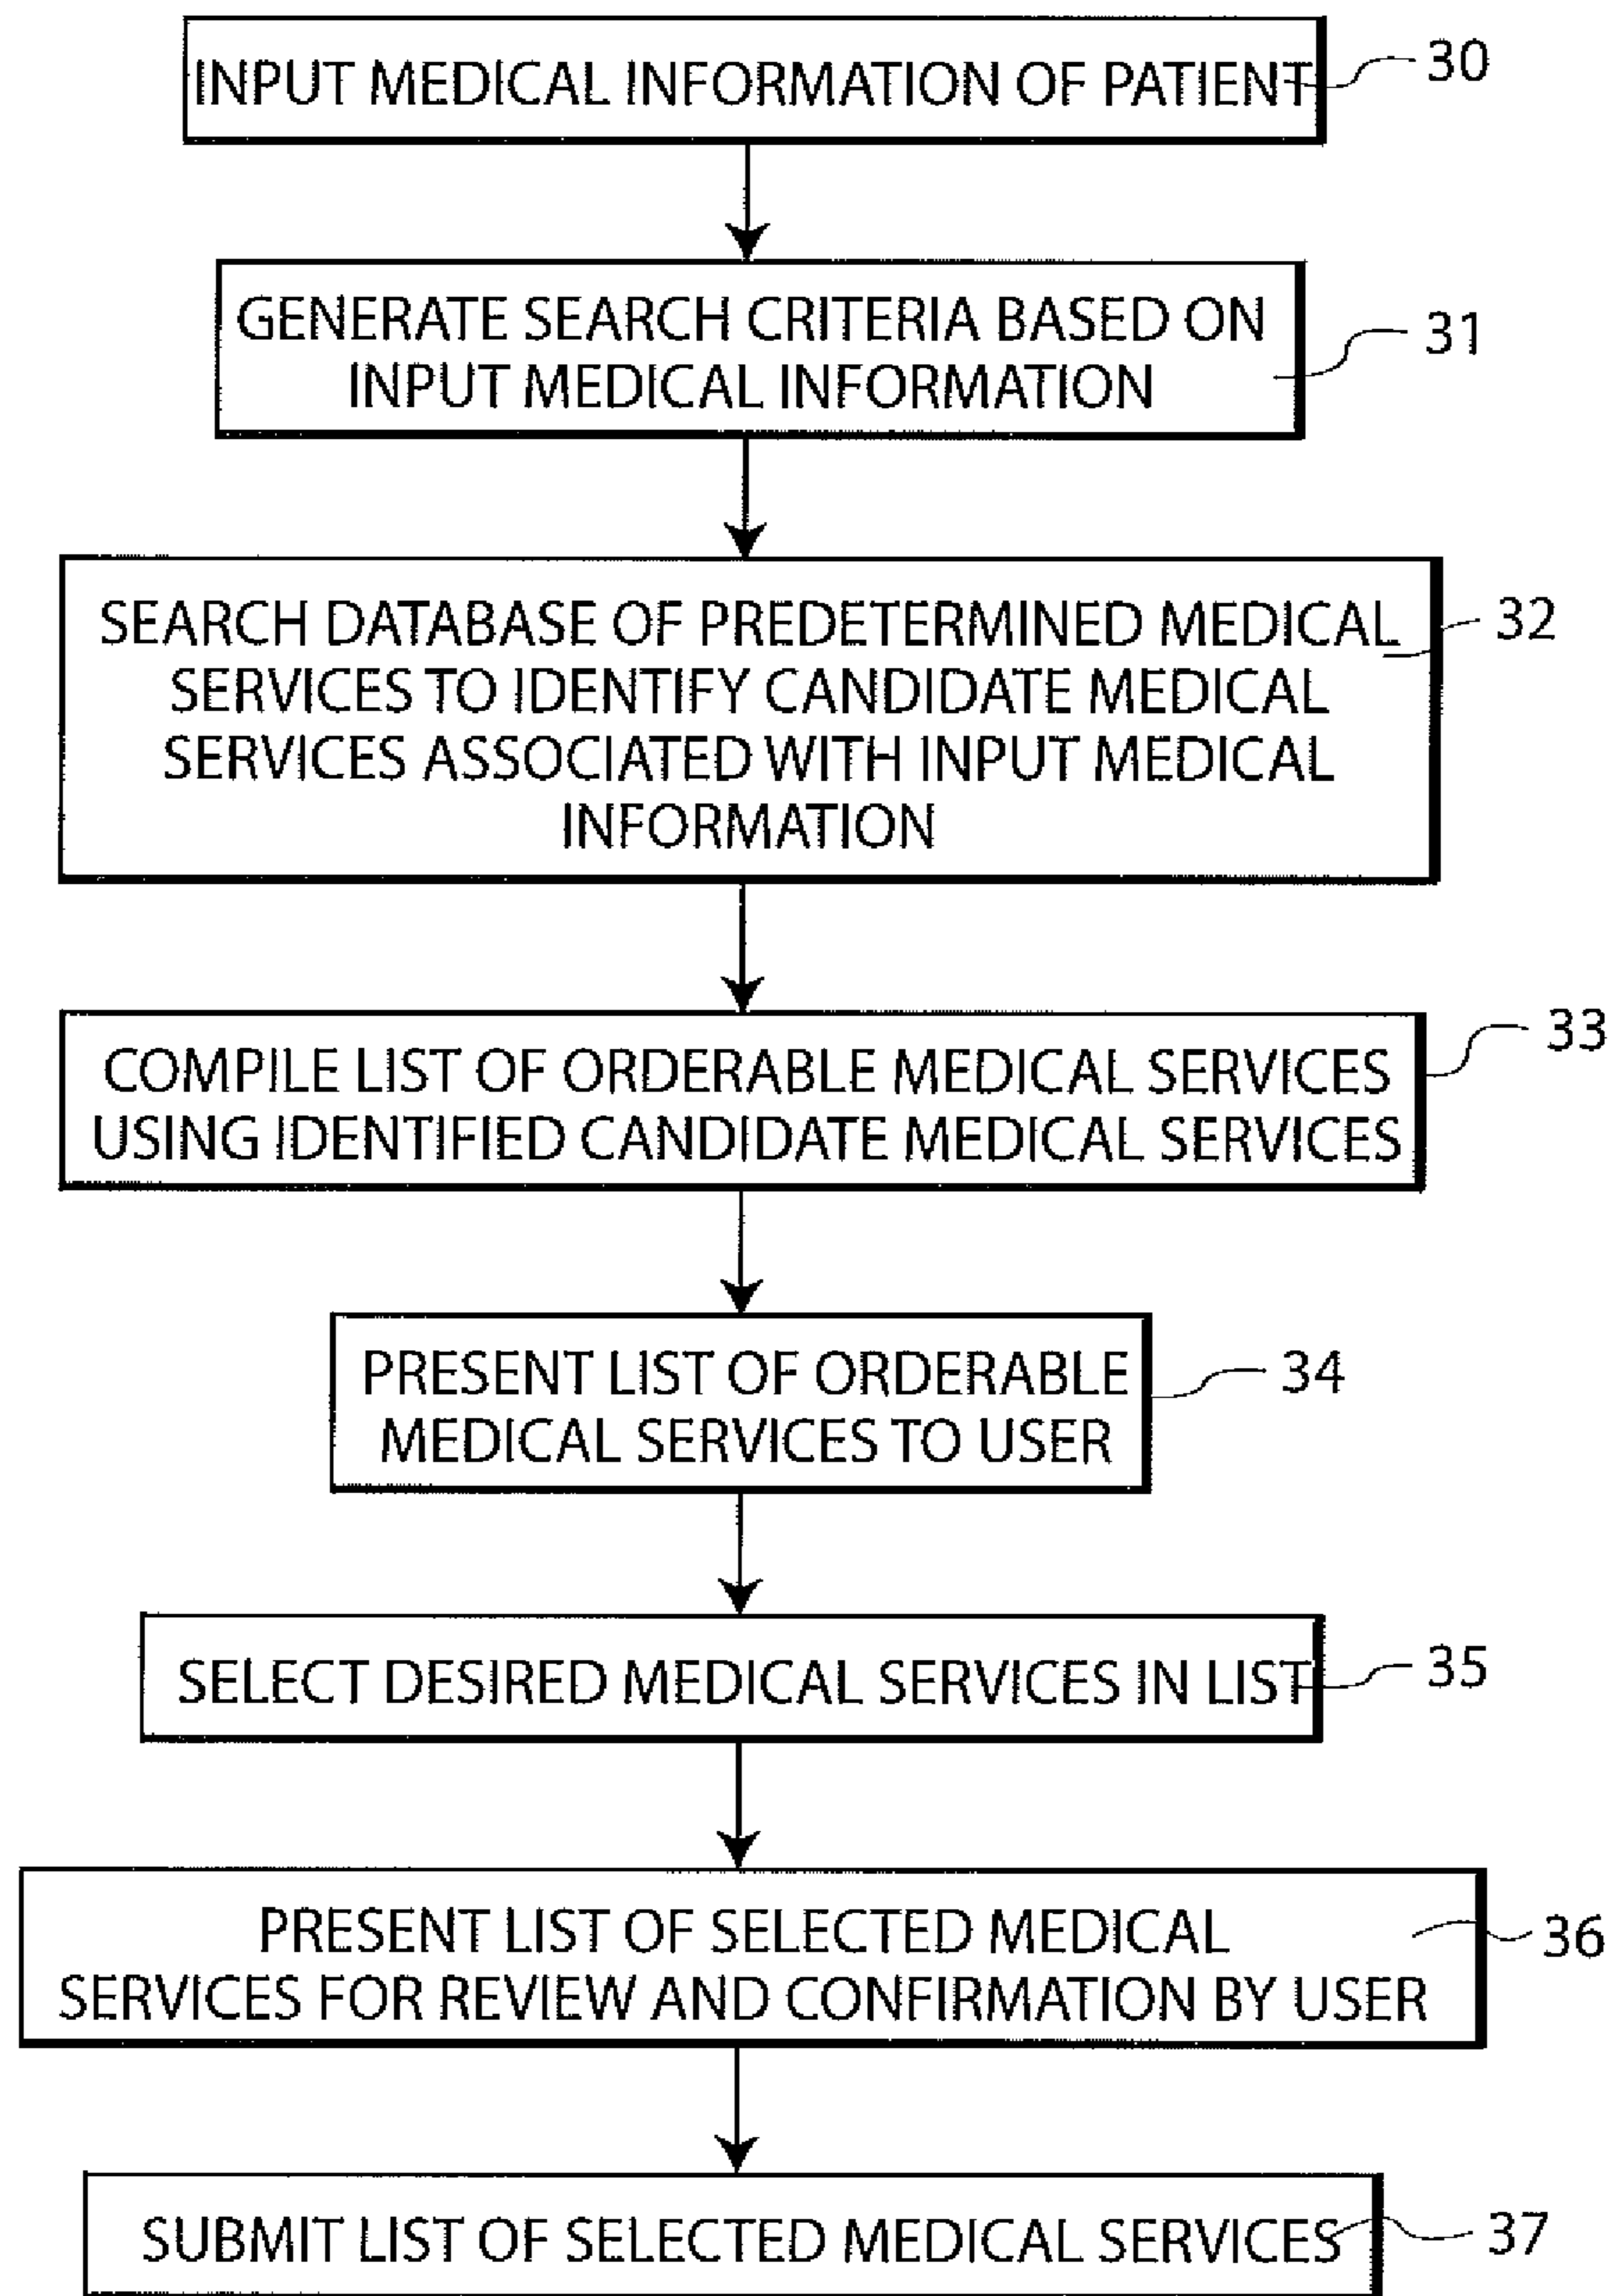 INPUT MEDICAL INFORMATION OF PATIENT
30
GENERATE SEARCH CRITERIA BASED ON
INPUT MEDICAL INFORMATION
31
SEARCH DATABASE OF PREDETERMINED MEDICAL
SERVICES TO IDENTIFY CANDIDATE MEDICAL
SERVICES ASSOCIATED WITH INPUT MEDICAL
INFORMATION
32
COMPILE LIST OF ORDERABLE MEDICAL SERVICES
USING IDENTIFIED CANDIDATE MEDICAL SERVICES
33
PRESENT LIST OF ORDERABLE
MEDICAL SERVICES TO USER
34
SELECT DESIRED MEDICAL SERVICES IN LIST
35
PRESENT LIST OF SELECTED MEDICAL
SERVICES FOR REVIEW AND CONFIRMATION BY USER
36
SUBMIT LIST OF SELECTED MEDICAL SERVICES
37